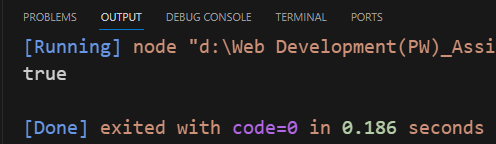 PROBLEMS OUTPUT DEBUG CONSOLE TERMINAL PORTS
[Running] node "d:\Web Development(PW)_Assi
true
[Done] exited with code=0 in 0.186 seconds